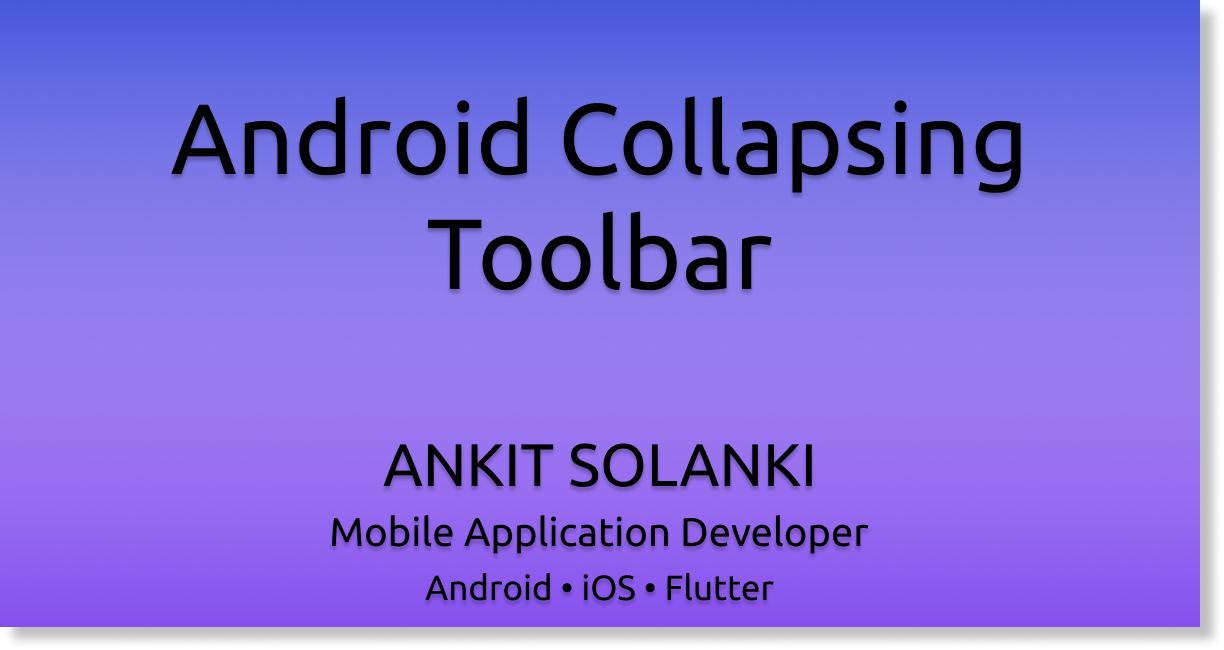 Android Collapsing
Toolbar
ANKIT SOLANKI
Mobile Application Developer
Android • iOS • Flutter